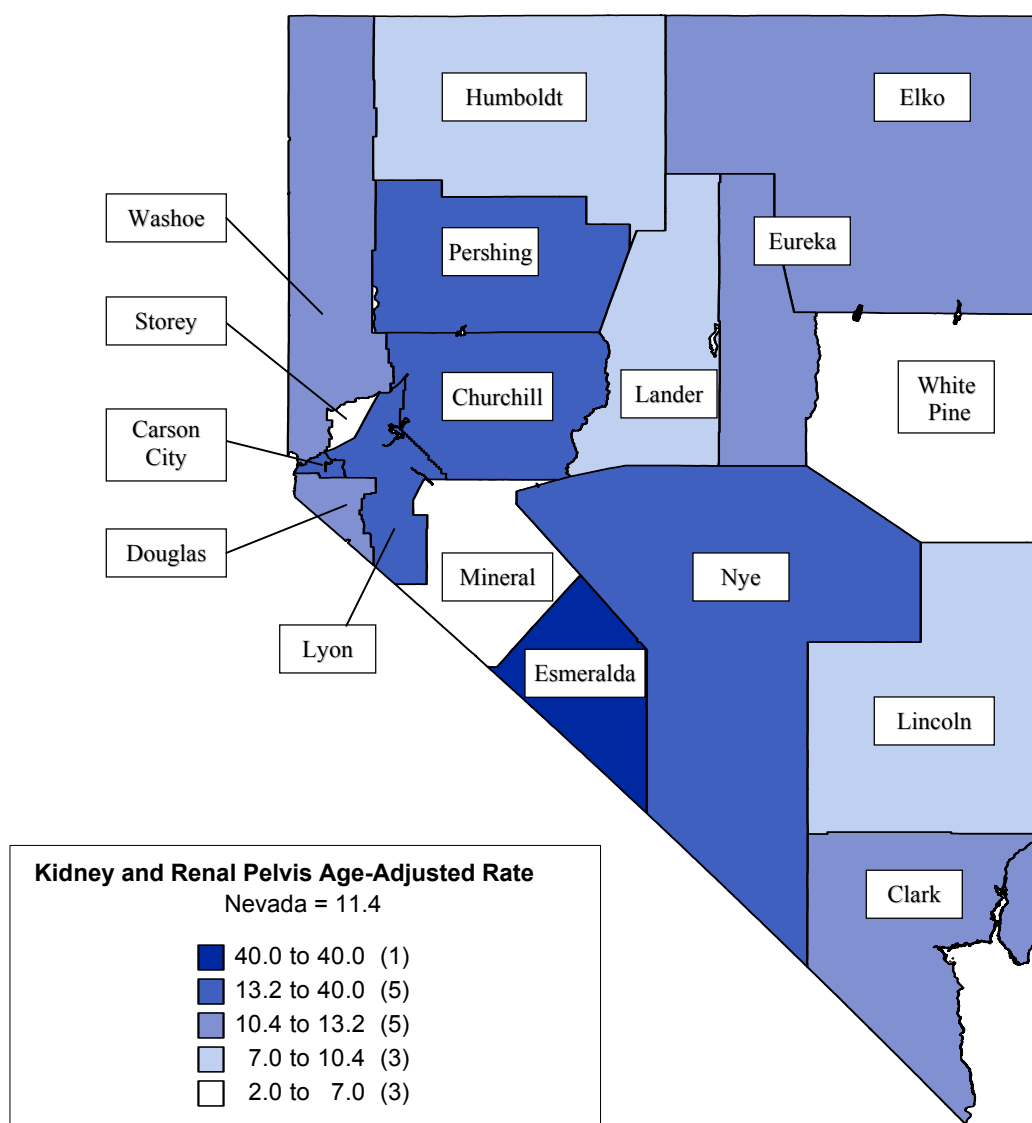 Humboldt
Elko
Washoe
Pershing
Eureka
Storey
Churchill
Lander
White
Pine
Carson
City
Douglas
Mineral
Nye
Lyon
Esmeralda
Lincoln
Clark
Kidney and Renal Pelvis Age-Adjusted Rate
Nevada = 11.4
40.0 to 40.0 (1)
13.2 to 40.0 (5)
10.4 to 13.2 (5)
7.0 to 10.4 (3)
2.0 to 7.0 (3)